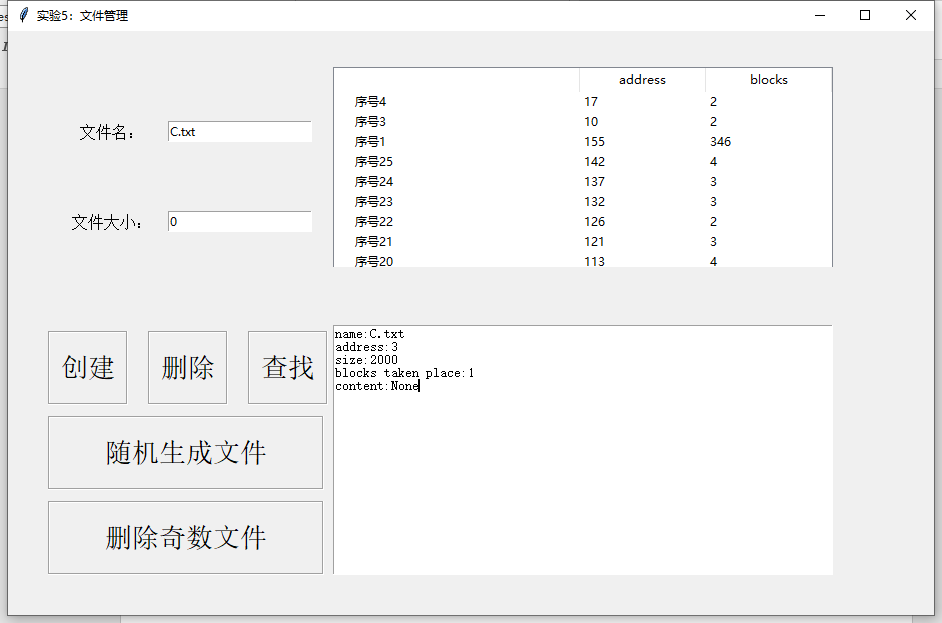 实验5：文件管理
address blocks
序号4 17 2
序号3 10 2
序号1 155 346
序号25 142 4
序号24 137 3
序号23 132 3
序号22 126 2
序号21 121 3
序号20 113 4
文件名： C.txt
文件大小： 0
创建 删除 查找
随机生成文件
删除奇数文件
name:C.txt
address:3
size:2000
blocks taken place:1
content:None